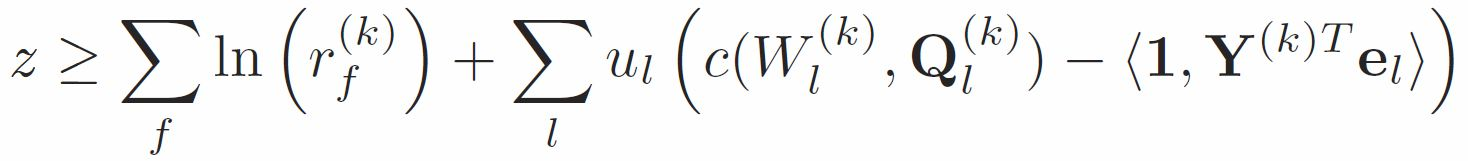 z ≥ ∑_f ln(r_f^{(k)}) + ∑_l u_l (c(W_l^{(k)}, 𝐐_l^{(k)}) − ⟨𝟏, 𝐘^{(k)T} 𝐞_l⟩)